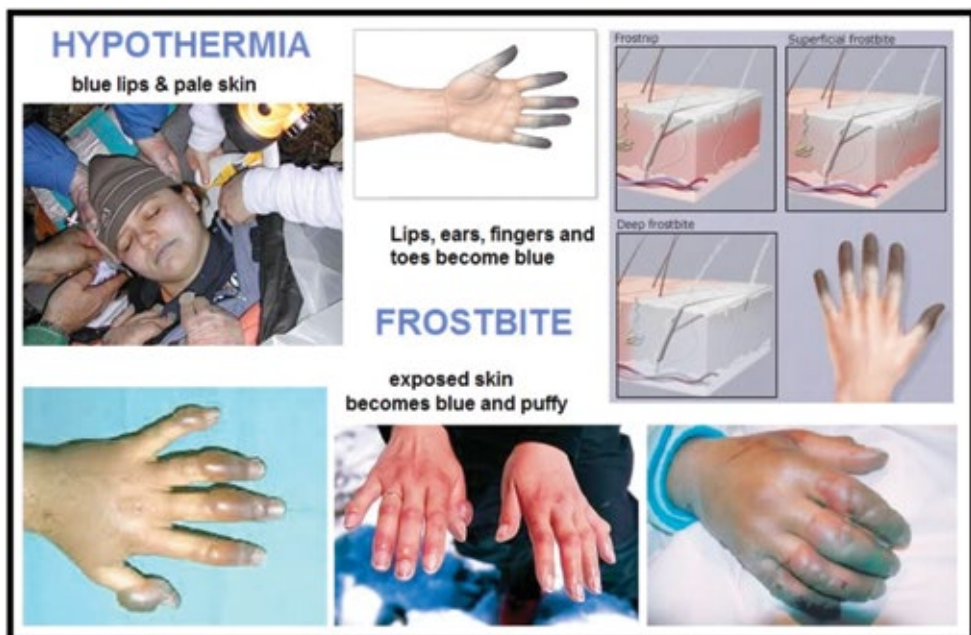 HYPOTHERMIA
blue lips & pale skin
Lips, ears, fingers and
toes become blue
Frostnip
Superficial frostbite
Deep frostbite
FROSTBITE
exposed skin
becomes blue and puffy